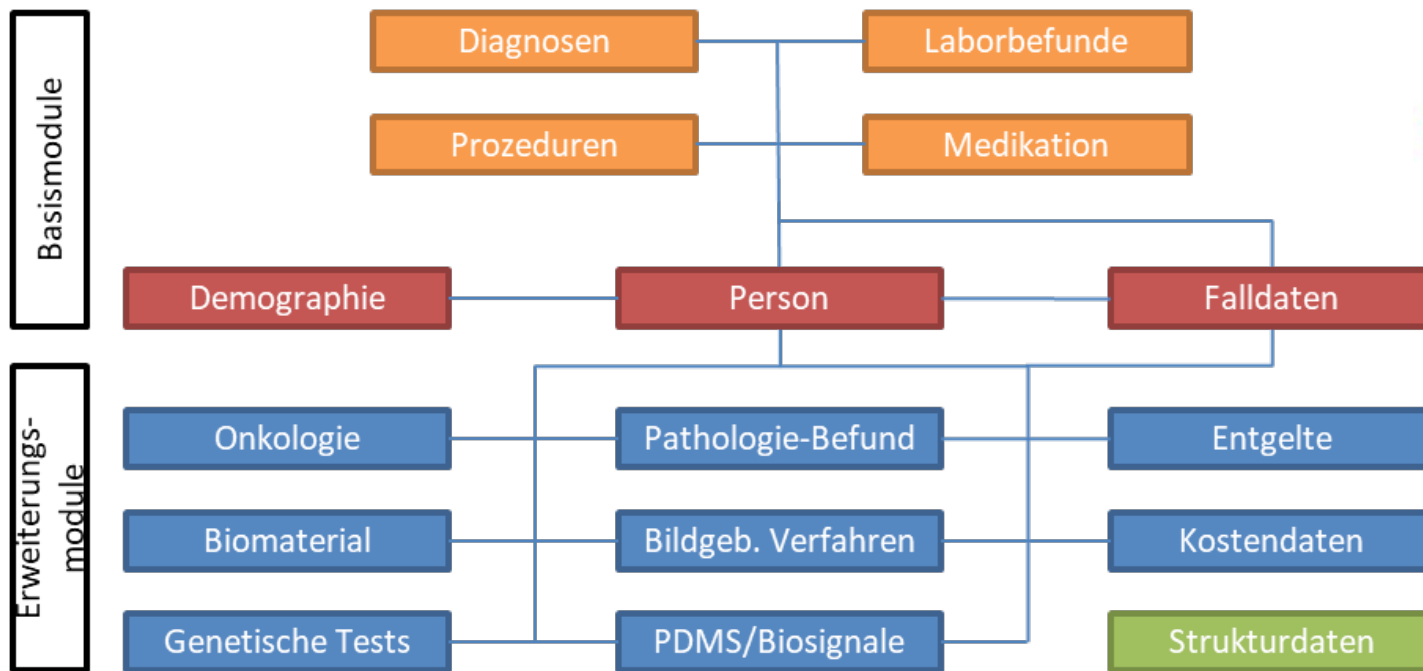 Basismodule
Diagnosen
Laborbefunde
Prozeduren
Medikation
Demographie
Person
Falldaten
Erweiterungs-
module
Onkologie
Pathologie-Befund
Entgelte
Biomaterial
Bildgeb. Verfahren
Kostendaten
Genetische Tests
PDMS/Biosignale
Strukturdaten